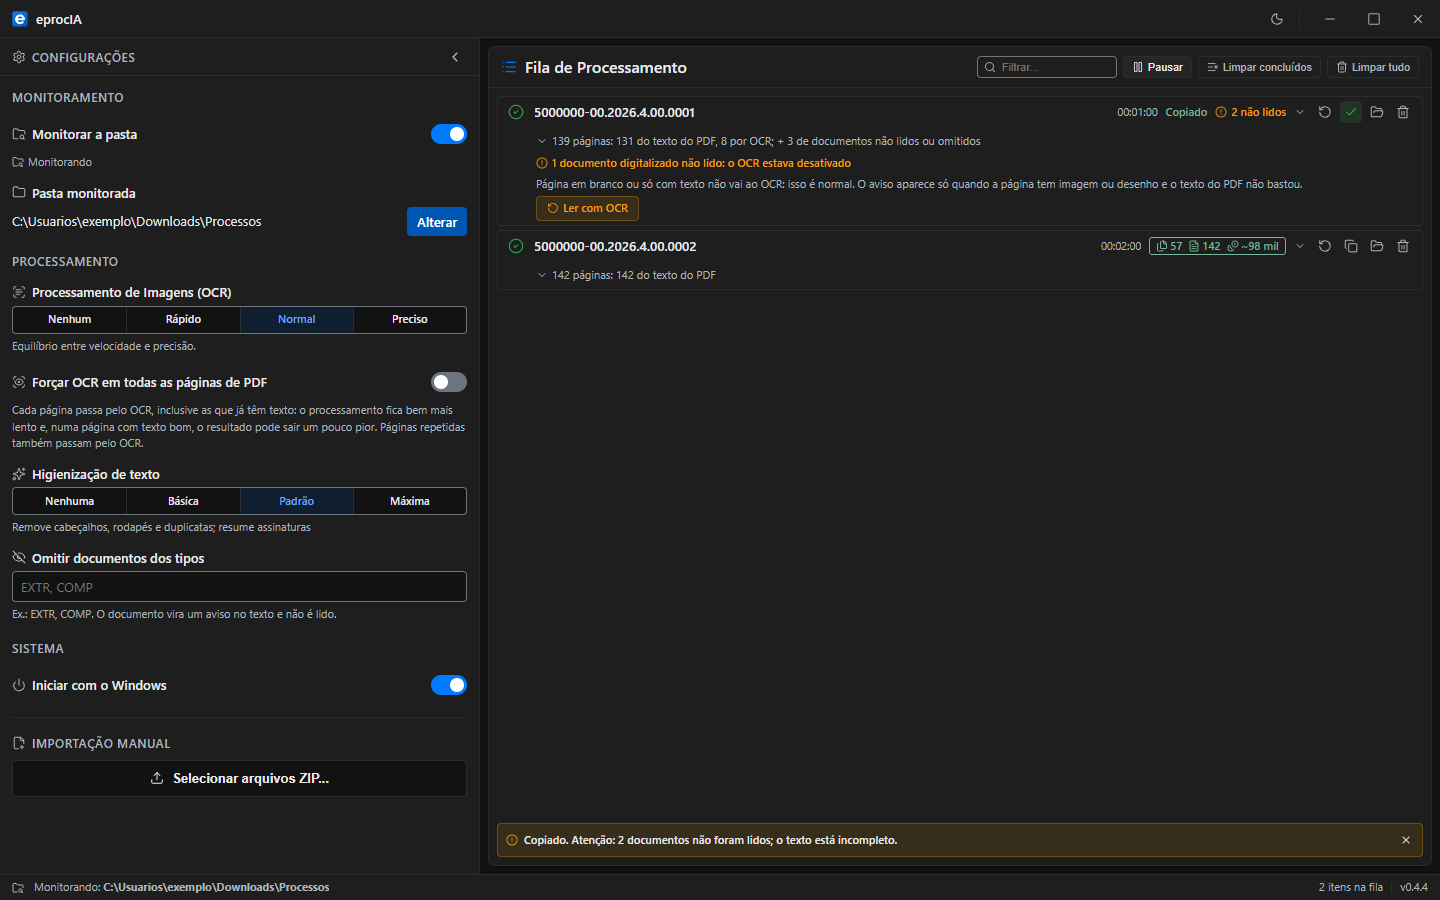 eprocIA
CONFIGURAÇÕES
MONITORAMENTO
Monitorar a pasta
Monitorando
Pasta monitorada
C:\Usuarios\exemplo\Downloads\Processos
Alterar
PROCESSAMENTO
Processamento de Imagens (OCR)
Nenhum Rápido Normal Preciso
Equilíbrio entre velocidade e precisão.
Forçar OCR em todas as páginas de PDF
Cada página passa pelo OCR, inclusive as que já têm texto: o processamento fica bem mais
lento e, numa página com texto bom, o resultado pode sair um pouco pior. Páginas repetidas
também passam pelo OCR.
Higienização de texto
Nenhuma Básica Padrão Máxima
Remove cabeçalhos, rodapés e duplicatas; resume assinaturas
Omitir documentos dos tipos
EXTR, COMP
Ex.: EXTR, COMP. O documento vira um aviso no texto e não é lido.
SISTEMA
Iniciar com o Windows
IMPORTAÇÃO MANUAL
Selecionar arquivos ZIP...
Fila de Processamento
Filtrar... Pausar Limpar concluídos Limpar tudo
5000000-00.2026.4.00.0001 00:01:00 Copiado 2 não lidos
139 páginas: 131 do texto do PDF, 8 por OCR; + 3 de documentos não lidos ou omitidos
1 documento digitalizado não lido: o OCR estava desativado
Página em branco ou só com texto não vai ao OCR: isso é normal. O aviso aparece só quando a página tem imagem ou desenho e o texto do PDF não bastou.
Ler com OCR
5000000-00.2026.4.00.0002 00:02:00 57 142 ~98 mil
142 páginas: 142 do texto do PDF
Copiado. Atenção: 2 documentos não foram lidos; o texto está incompleto.
Monitorando: C:\Usuarios\exemplo\Downloads\Processos
2 itens na fila v0.4.4